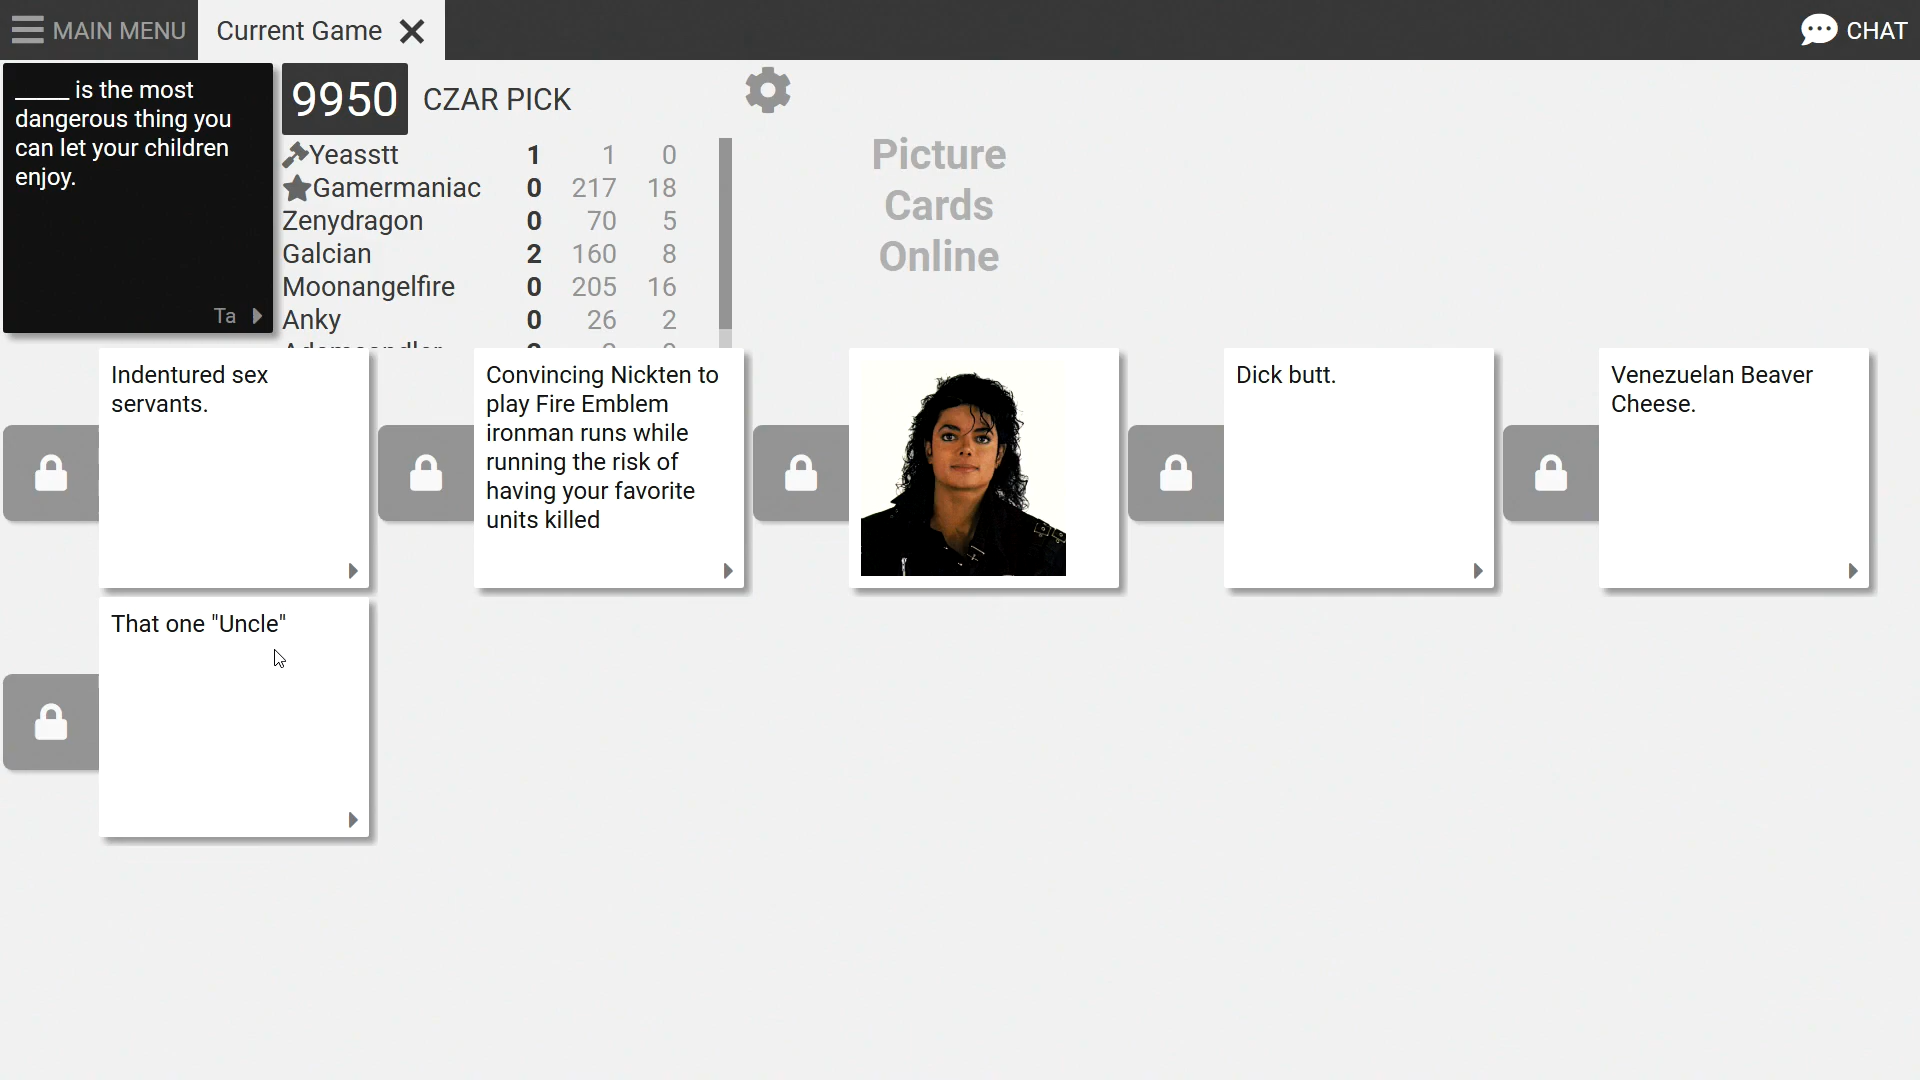 MAIN MENU
Current Game
CHAT
_____ is the most
dangerous thing you
can let your children
enjoy.
Ta
9950 CZAR PICK
Yeasstt 1 1 0
Gamermaniac 0 217 18
Zenydragon 0 70 5
Galcian 2 160 8
Moonangelfire 0 205 16
Anky 0 26 2
Picture
Cards
Online
Indentured sex
servants.
Convincing Nickten to
play Fire Emblem
ironman runs while
running the risk of
having your favorite
units killed
Dick butt.
Venezuelan Beaver
Cheese.
That one "Uncle"